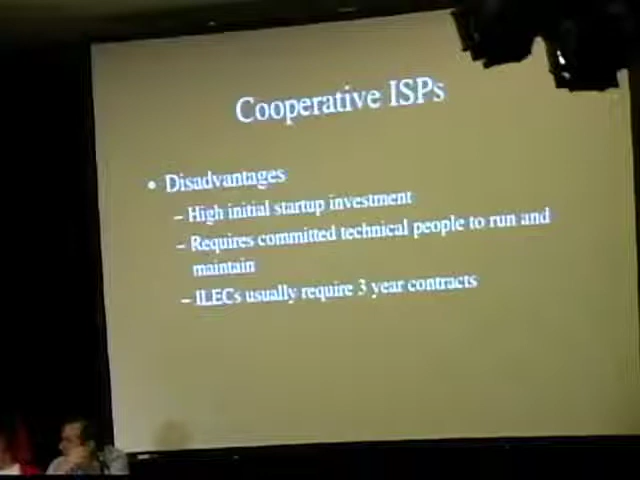 Cooperative ISPs
• Disadvantages
– High initial startup investment
– Requires committed technical people to run and
maintain
– ILECs usually require 3 year contracts